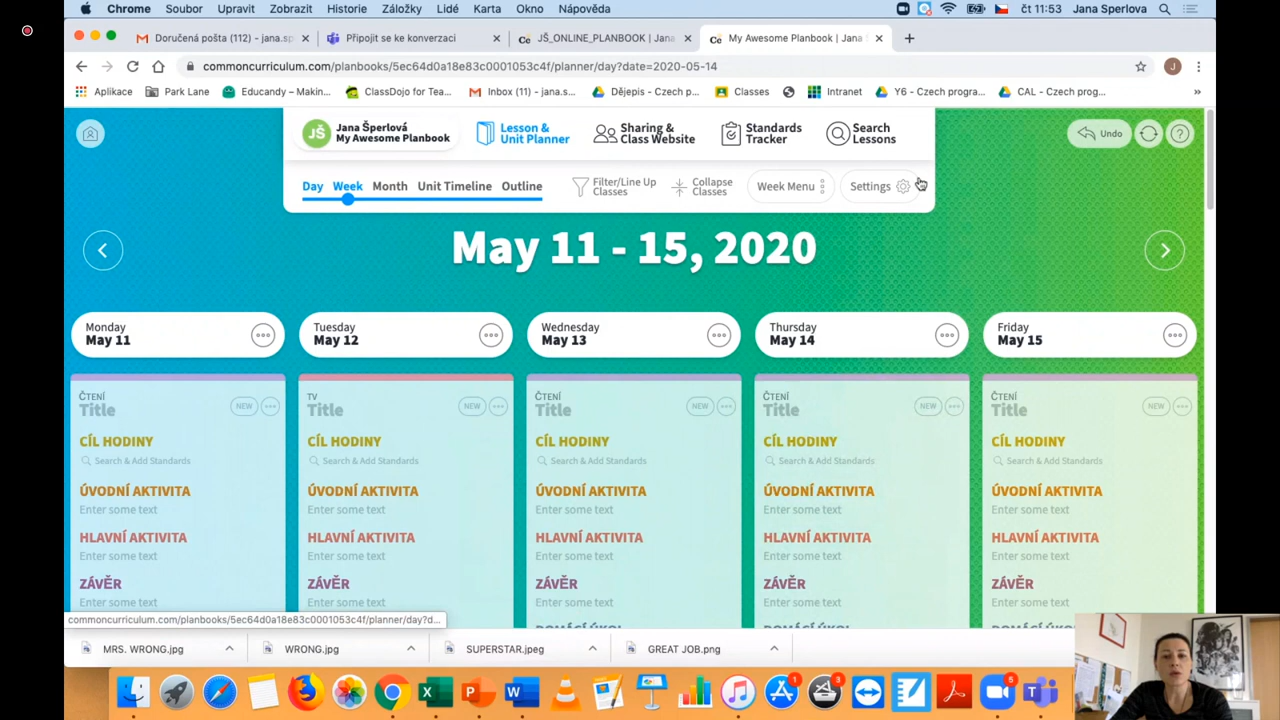 Chrome Soubor Upravit Zobrazit Historie Záložky Lidé Karta Okno Nápověda čt 11:53 Jana Sperlova
Doručená pošta (112) - jana.sp Připojit se ke konverzaci JŠ_ONLINE_PLANBOOK | Jana My Awesome Planbook | Jana
commoncurriculum.com/planbooks/5ec64d0a18e83c0001053c4f/planner/day?date=2020-05-14 J
Aplikace Park Lane Educandy – Makin... ClassDojo for Tea... Inbox (11) - jana.s... Dějepis - Czech p... Classes Intranet Y6 - Czech progra... CAL - Czech prog... »
JŠ Jana Šperlová
My Awesome Planbook
Lesson &
Unit Planner
Sharing &
Class Website
Standards
Tracker
Search
Lessons
Undo ?
Day Week Month Unit Timeline Outline
Filter/Line Up
Classes
Collapse
Classes
Week Menu Settings
May 11 - 15, 2020
Monday
May 11
Tuesday
May 12
Wednesday
May 13
Thursday
May 14
Friday
May 15
ČTENÍ
Title NEW
CÍL HODINY
Search & Add Standards
ÚVODNÍ AKTIVITA
Enter some text
HLAVNÍ AKTIVITA
Enter some text
ZÁVĚR
Enter some text
TV
Title NEW
CÍL HODINY
Search & Add Standards
ÚVODNÍ AKTIVITA
Enter some text
HLAVNÍ AKTIVITA
Enter some text
ZÁVĚR
Enter some text
ČTENÍ
Title NEW
CÍL HODINY
Search & Add Standards
ÚVODNÍ AKTIVITA
Enter some text
HLAVNÍ AKTIVITA
Enter some text
ZÁVĚR
Enter some text
ČTENÍ
Title NEW
CÍL HODINY
Search & Add Standards
ÚVODNÍ AKTIVITA
Enter some text
HLAVNÍ AKTIVITA
Enter some text
ZÁVĚR
Enter some text
ČTENÍ
Title NEW
CÍL HODINY
Search & Add Standards
ÚVODNÍ AKTIVITA
Enter some text
HLAVNÍ AKTIVITA
Enter some text
ZÁVĚR
Enter some text
commoncurriculum.com/planbooks/5ec64d0a18e83c0001053c4f/planner/day?d...
MRS. WRONG.jpg WRONG.jpg SUPERSTAR.jpeg GREAT JOB.png
1 3 5